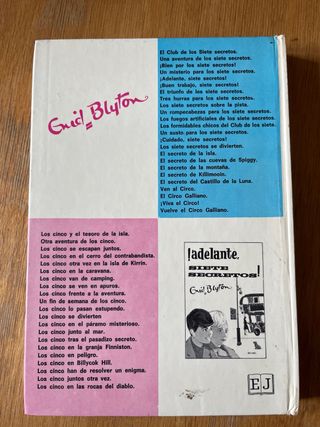 Enid Blyton
El Club de los Siete secretos.
Una aventura de los siete secretos.
¡Bien por los siete secretos!
Un misterio para los siete secretos.
¡Adelante, siete secretos!
¡Buen trabajo, siete secretos!
El triunfo de los siete secretos.
Tres hurras para los siete secretos.
Los siete secretos sobre la pista.
Un rompecabezas para los siete secretos.
Los fuegos artificiales de los siete secretos.
Los formidables chicos del Club de los siete.
Un susto para los siete secretos.
¡Cuidado, siete secretos!
Los siete secretos se divierten.
El secreto de la isla.
El secreto de las cuevas de Spiggy.
El secreto de la montaña.
El secreto de Killimooin.
El secreto del Castillo de la Luna.
Ven al Circo.
El Circo Galliano.
¡Viva el Circo!
Vuelve el Circo Galiano.
Los cinco y el tesoro de la isla.
Otra aventura de los cinco.
Los cinco se escapan juntos.
Los cinco en el cerro del contrabandista.
Los cinco otra vez en la isla de Kirrin.
Los cinco en la caravana.
Los cinco van de camping.
Los cinco se ven en apuros.
Los cinco frente a la aventura.
Un fin de semana de los cinco.
Los cinco lo pasan estupendo.
Los cinco se divierten
Los cinco en el páramo misterioso.
Los cinco junto al mar.
Los cinco tras el pasadizo secreto.
Los cinco en la granja Finniston.
Los cinco en peligro.
Los cinco en Billycok Hill.
Los cinco han de resolver un enigma.
Los cinco juntos otra vez.
Los cinco en las rocas del diablo.
¡adelante,
SIETE
SECRETOS!
Enid Blyton
EJ